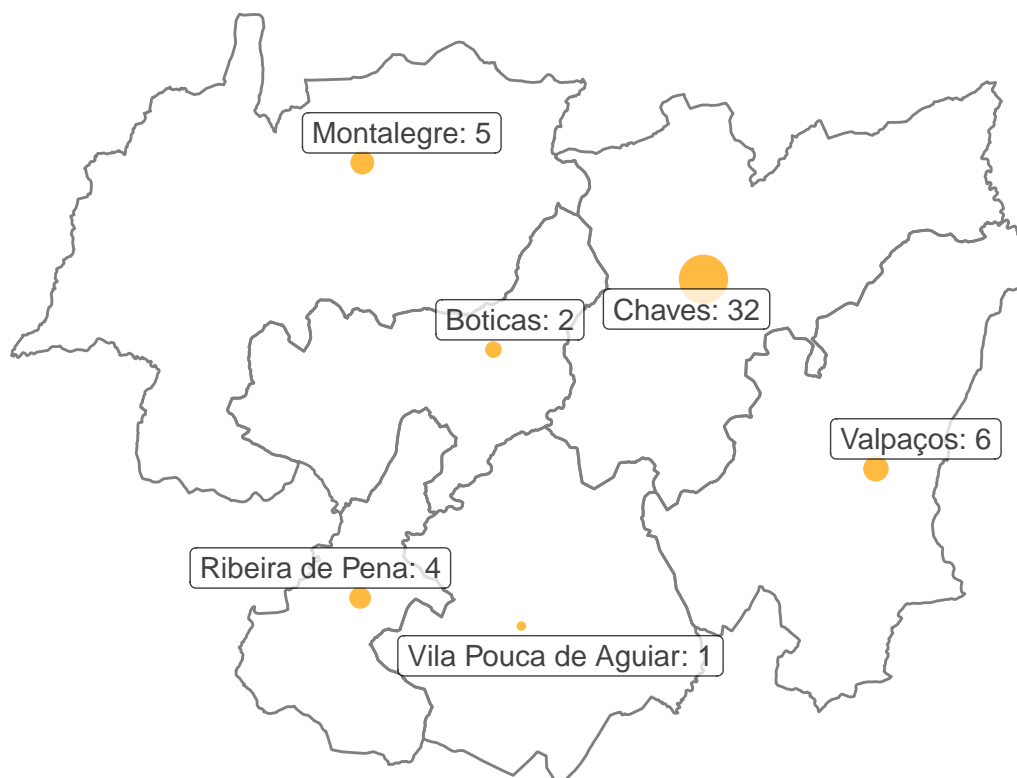 Montalegre: 5
Chaves: 32
Boticas: 2
Valpaços: 6
Ribeira de Pena: 4
Vila Pouca de Aguiar: 1